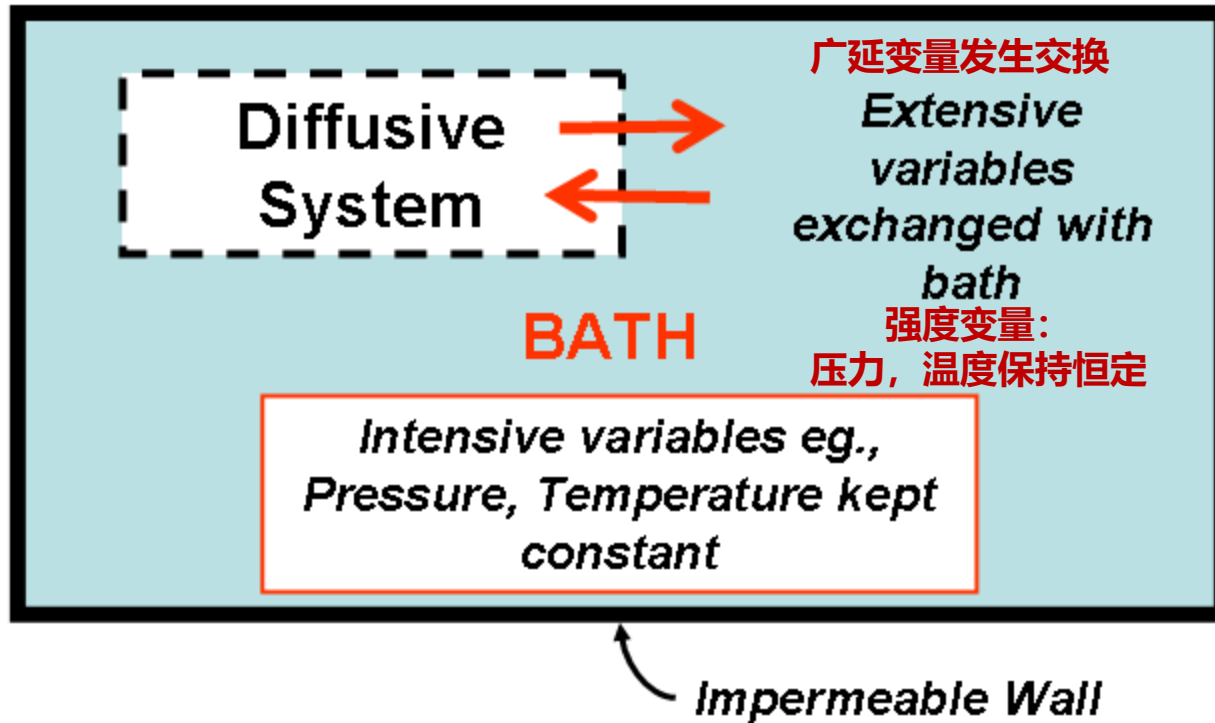 Diffusive
System
广延变量发生交换
Extensive
variables
exchanged with
bath
强度变量：
压力，温度保持恒定
BATH
Intensive variables eg.,
Pressure, Temperature kept
constant
Impermeable Wall